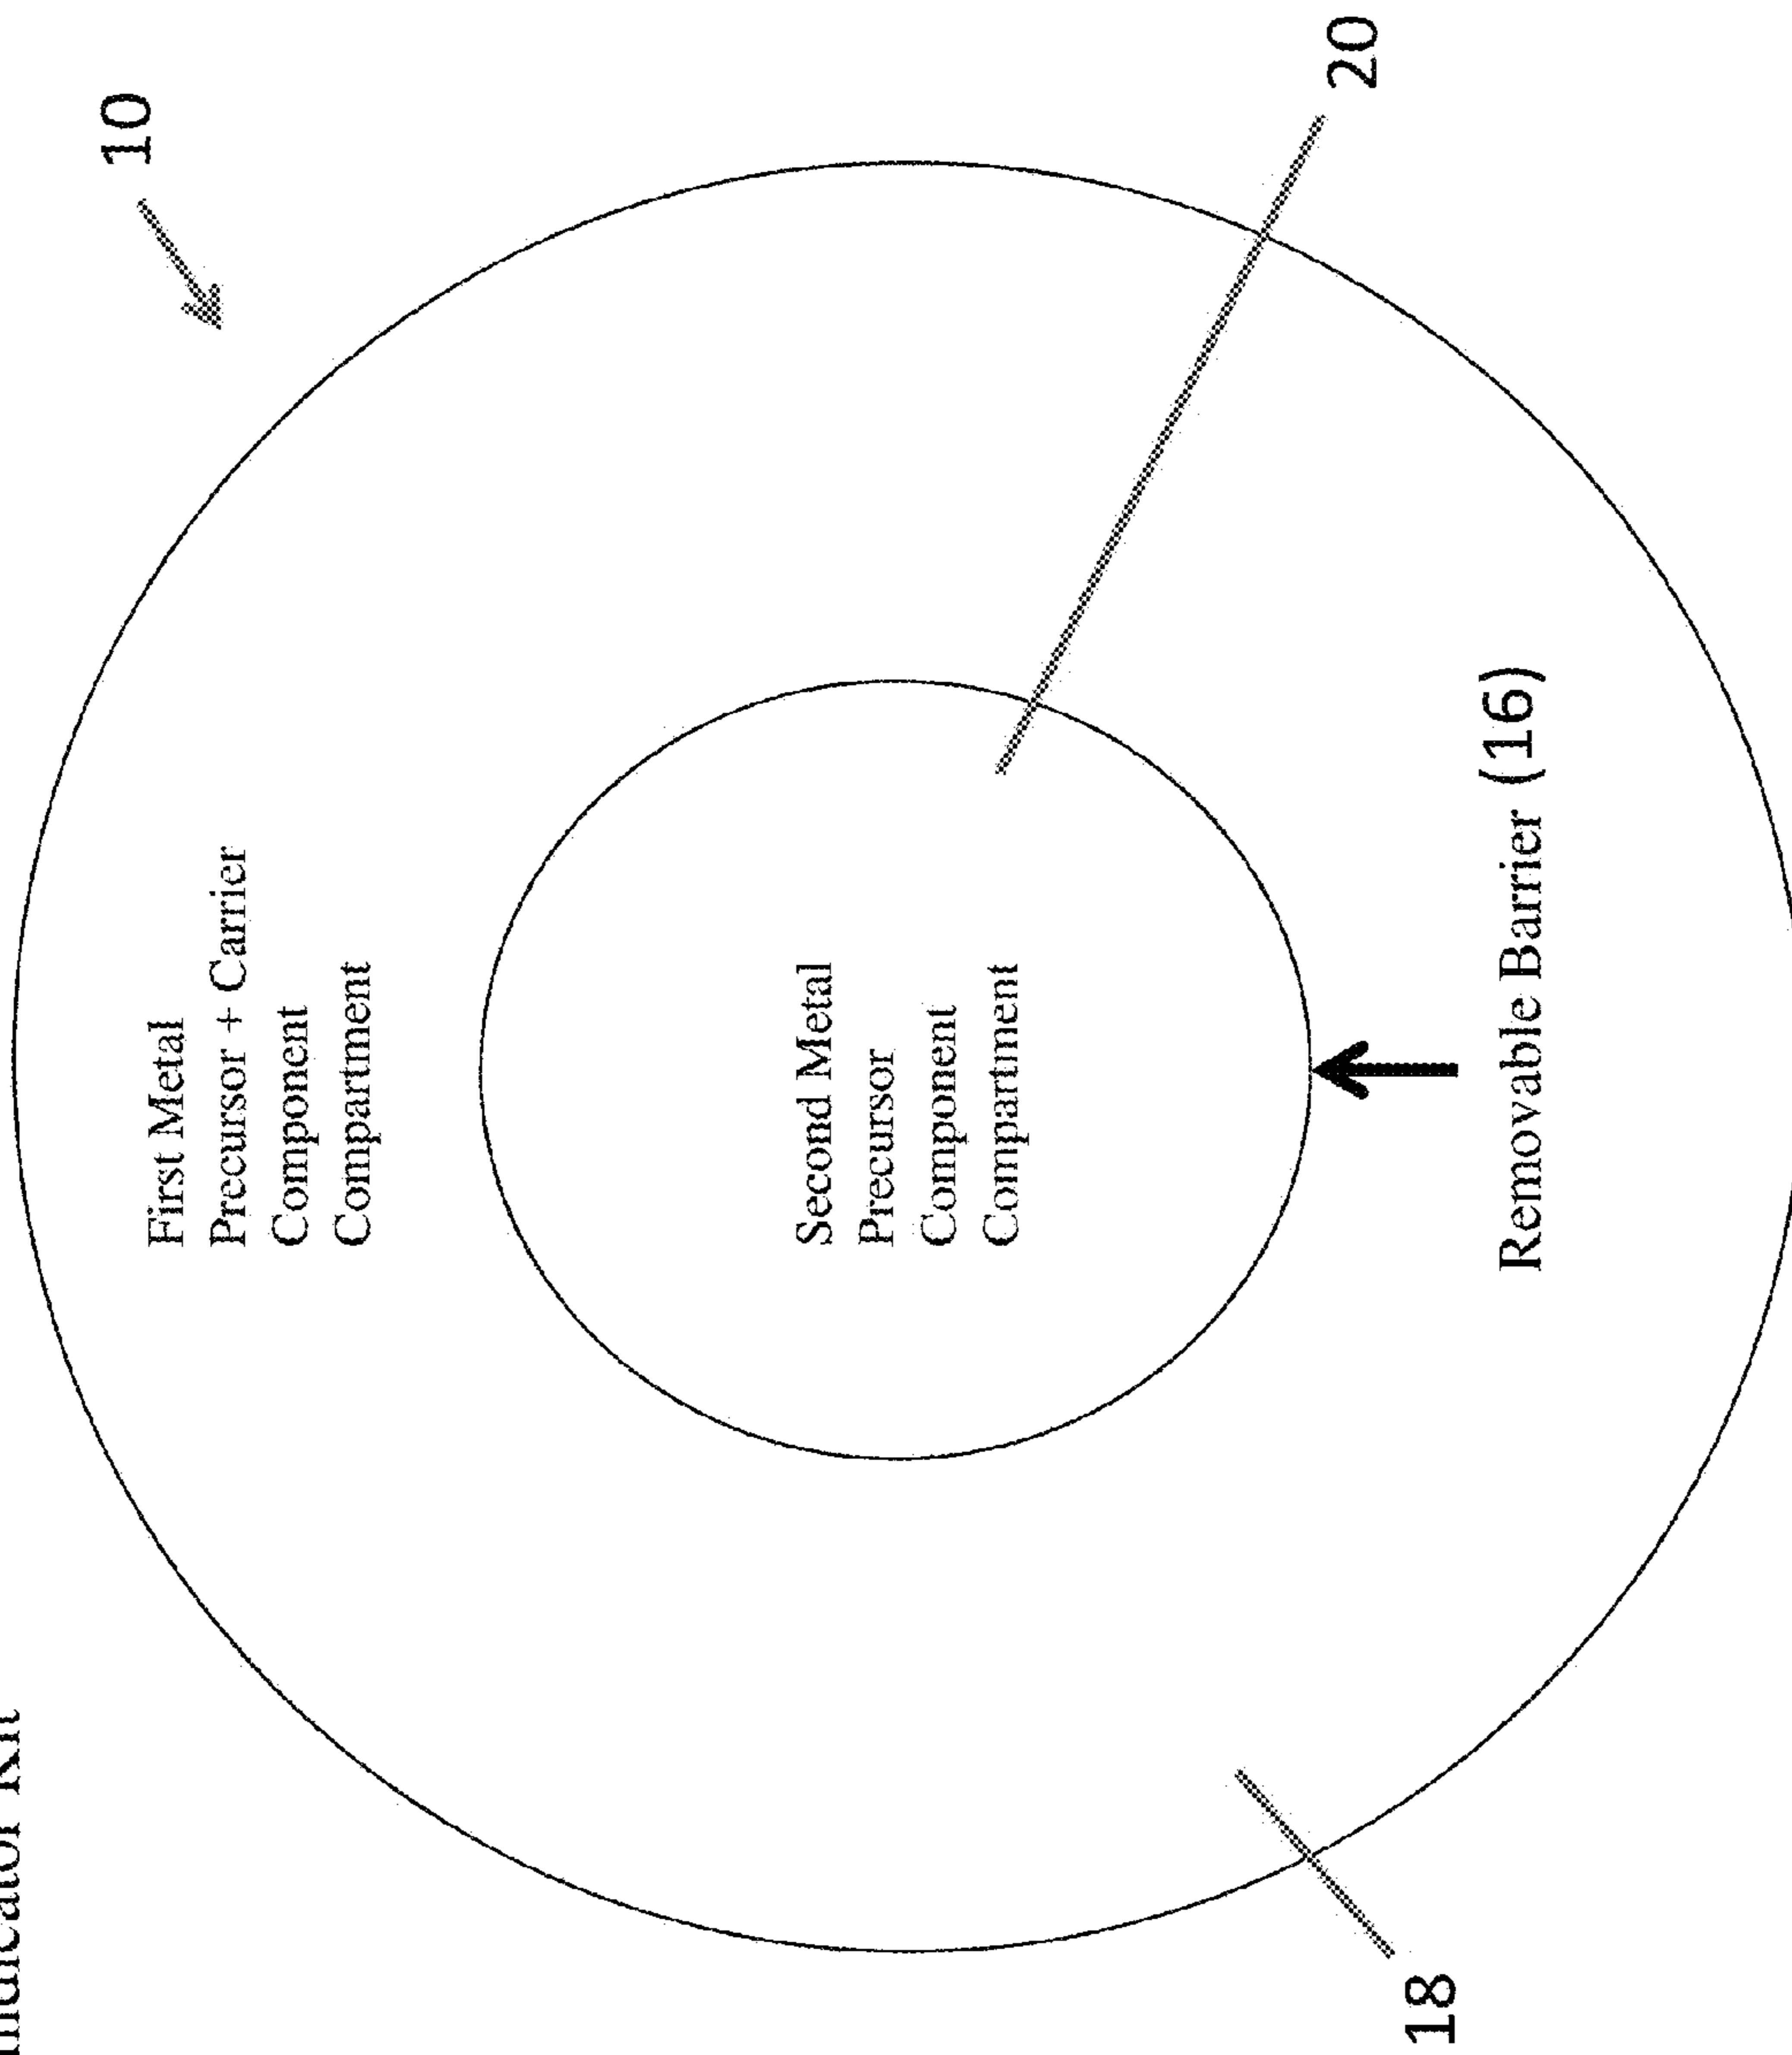 Indicator Kit
10
First Metal
Precursor + Carrier
Component
Compartment
Second Metal
Precursor
Component
Compartment
20
18
Removable Barrier (16)